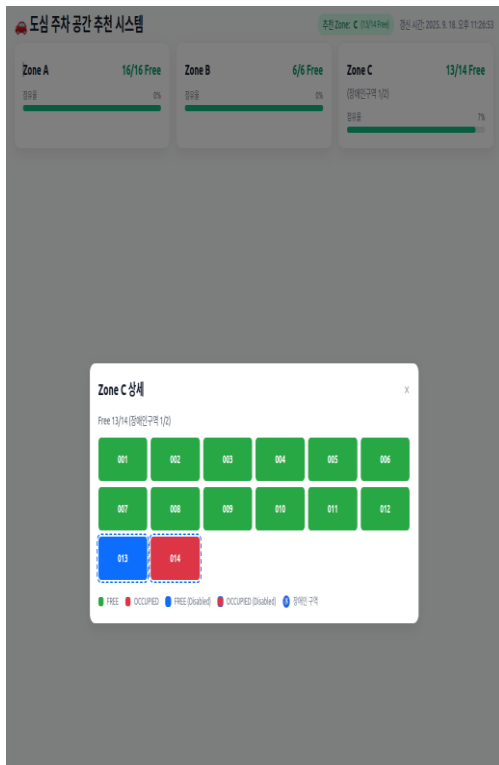 🚗 도심 주차 공간 추천 시스템
추천 Zone: C (13/14 Free) 갱신 시간: 2025. 9. 18. 오후 11:26:53
Zone A 16/16 Free
점유율 0%
Zone B 6/6 Free
점유율 0%
Zone C 13/14 Free
(장애인구역 1/2)
점유율 7%
Zone C 상세 x
Free 13/14 (장애인구역 1/2)
001 002 003 004 005 006
007 008 009 010 011 012
013 014
FREE OCCUPIED FREE (Disabled) OCCUPIED (Disabled) 장애인 구역